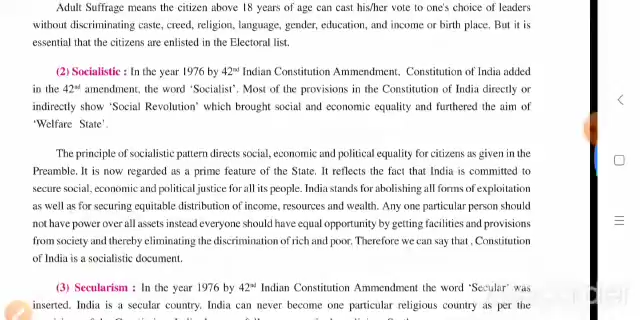 Adult Suffrage means the citizen above 18 years of age can cast his/her vote to one's choice of leaders
without discriminating caste, creed, religion, language, gender, education, and income or birth place. But it is
essential that the citizens are enlisted in the Electoral list.
(2) Socialistic : In the year 1976 by 42nd Indian Constitution Ammendment, Constitution of India added
in the 42nd amendment, the word 'Socialist'. Most of the provisions in the Constitution of India directly or
indirectly show 'Social Revolution' which brought social and economic equality and furthered the aim of
'Welfare State'.
The principle of socialistic pattern directs social, economic and political equality for citizens as given in the
Preamble. It is now regarded as a prime feature of the State. It reflects the fact that India is committed to
secure social, economic and political justice for all its people. India stands for abolishing all forms of exploitation
as well as for securing equitable distribution of income, resources and wealth. Any one particular person should
not have power over all assets instead everyone should have equal opportunity by getting facilities and provisions
from society and thereby eliminating the discrimination of rich and poor. Therefore we can say that , Constitution
of India is a socialistic document.
(3) Secularism : In the year 1976 by 42nd Indian Constitution Ammendment the word 'Secular' was
inserted. India is a secular country. India can never become one particular religious country as per the